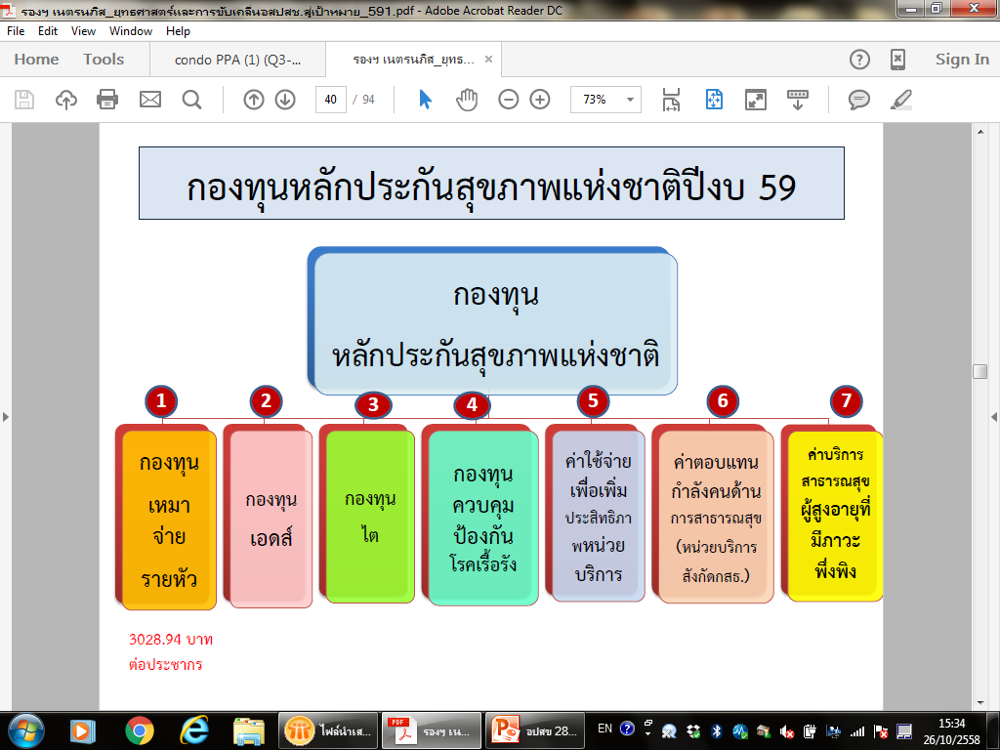 รองฯ เนตรนภิส_ยุทธศาสตร์และการขับเคลื่อนอสปสช.สู่เป้าหมาย_591.pdf - Adobe Acrobat Reader DC
File Edit View Window Help
Home Tools condo PPA (1) (Q3-... รองฯ เนตรนภิส_ยุทธ... × Sign In
40 / 94 73%
กองทุนหลักประกันสุขภาพแห่งชาติปีงบ 59
กองทุน
หลักประกันสุขภาพแห่งชาติ
1 2 3 4 5 6 7
กองทุน
เหมา
จ่าย
รายหัว
กองทุน
เอดส์
กองทุน
ไต
กองทุน
ควบคุม
ป้องกัน
โรคเรื้อรัง
ค่าใช้จ่าย
เพื่อเพิ่ม
ประสิทธิภา
พหน่วย
บริการ
ค่าตอบแทน
กำลังคนด้าน
การสาธารณสุข
(หน่วยบริการ
สังกัดกสธ.)
ค่าบริการ
สาธารณสุข
ผู้สูงอายุที่
มีภาวะ
พึ่งพิง
3028.94 บาท
ต่อประชากร
ไฟล์นำเส... รองฯ เน... อปสข 28... EN 15:34
26/10/2558